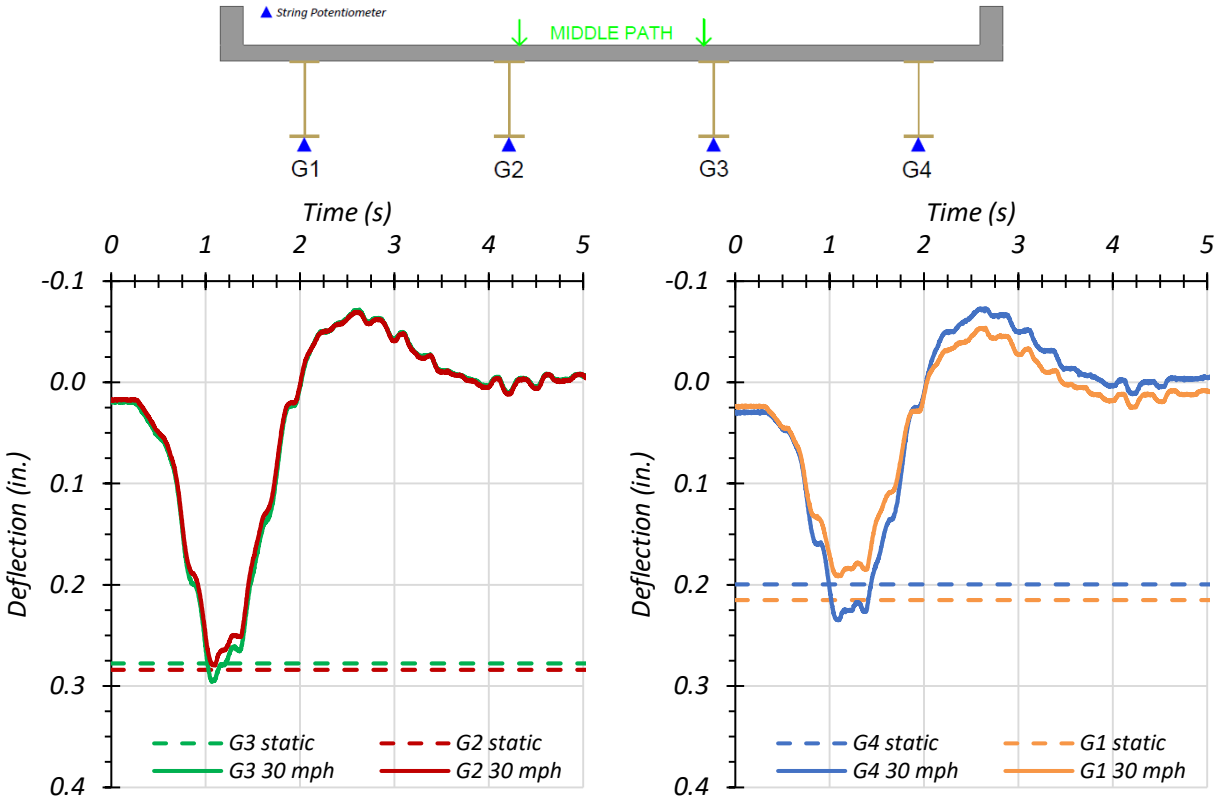 String Potentiometer
MIDDLE PATH
G1 G2 G3 G4
Time (s)
0 1 2 3 4 5
-0.1
0.0
0.1
0.2
0.3
0.4
Deflection (in.)
G3 static G2 static
G3 30 mph G2 30 mph
Time (s)
0 1 2 3 4 5
-0.1
0.0
0.1
0.2
0.3
0.4
Deflection (in.)
G4 static G1 static
G4 30 mph G1 30 mph